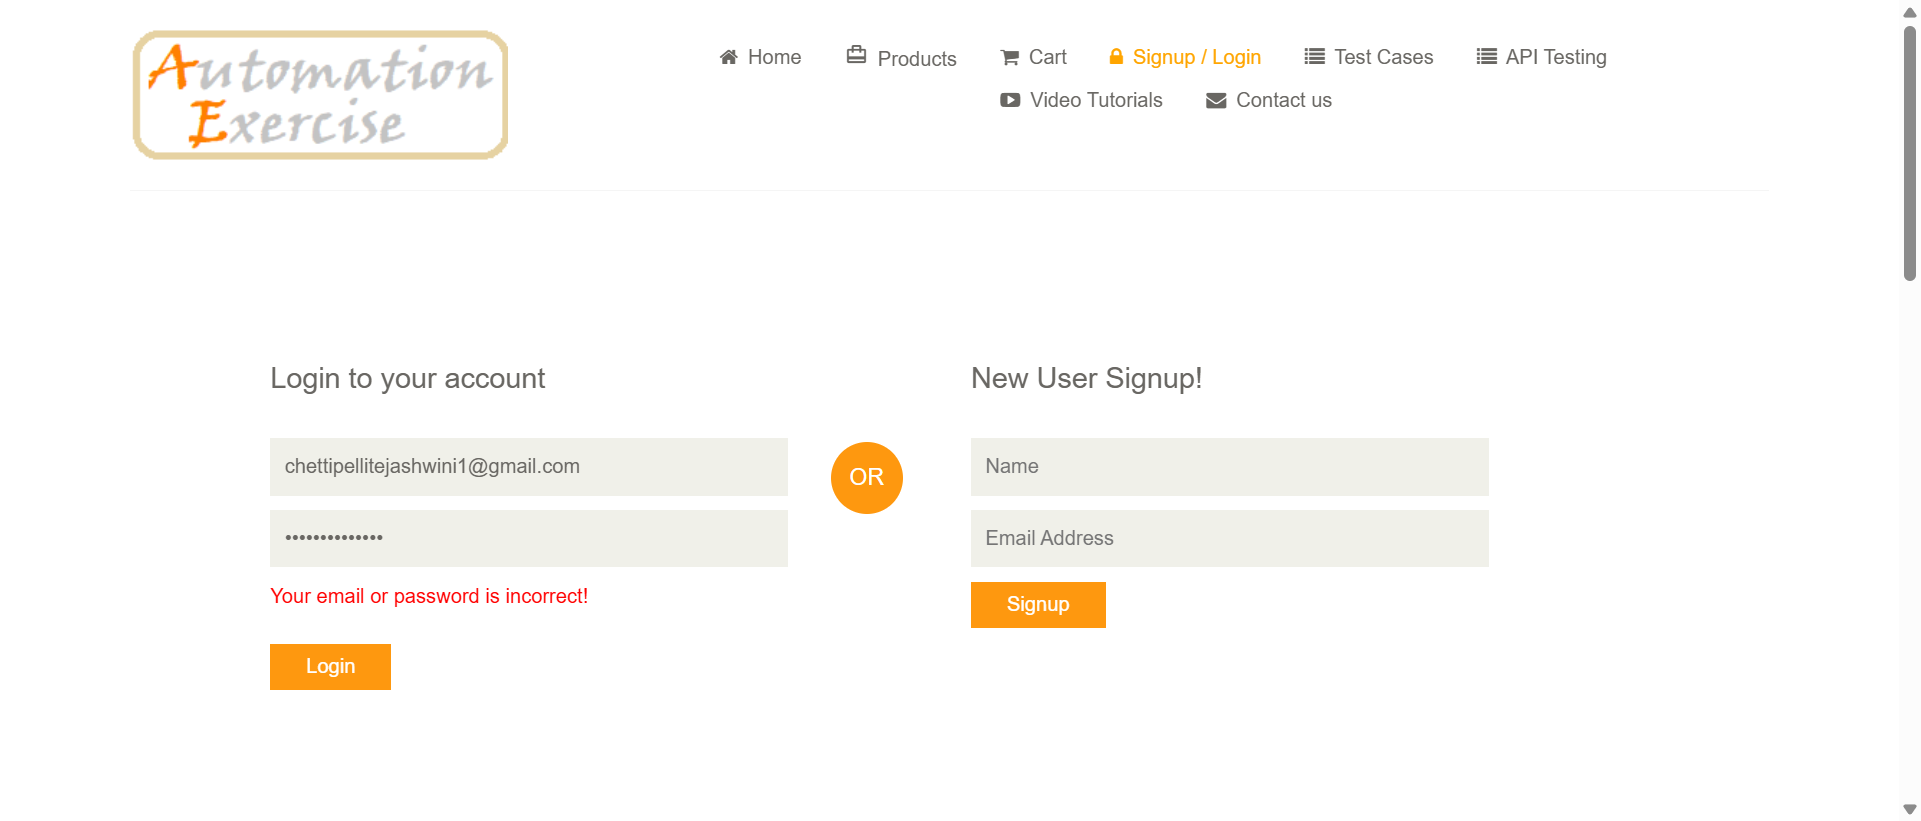 Automation
Exercise
Home Products Cart Signup / Login Test Cases API Testing
Video Tutorials Contact us
Login to your account
chettipellitejashwini1@gmail.com
••••••••••••••
Your email or password is incorrect!
Login
OR
New User Signup!
Name
Email Address
Signup